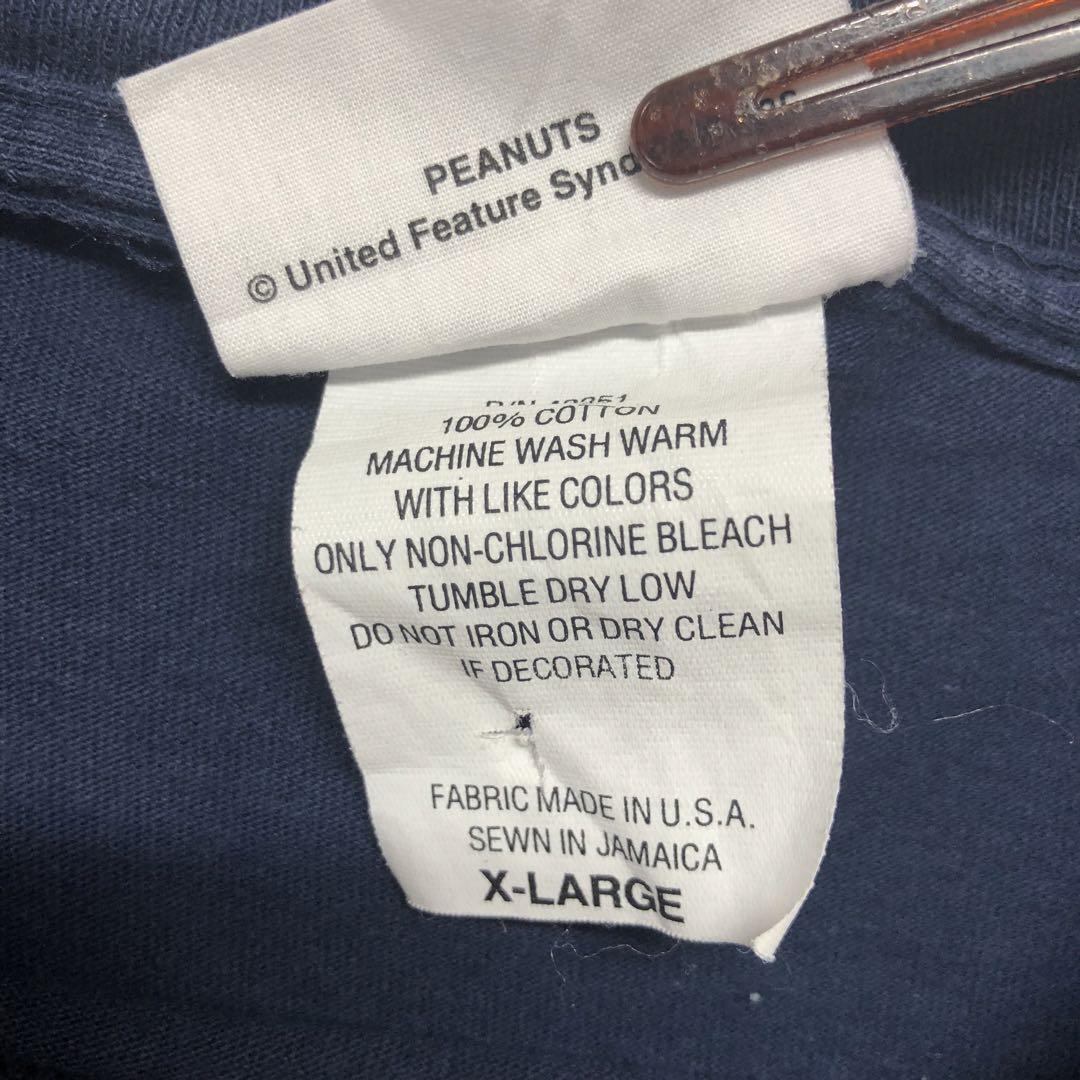 PEANUTS
© United Feature Synd
100% COTTON
MACHINE WASH WARM
WITH LIKE COLORS
ONLY NON-CHLORINE BLEACH
TUMBLE DRY LOW
DO NOT IRON OR DRY CLEAN
IF DECORATED
FABRIC MADE IN U.S.A.
SEWN IN JAMAICA
X-LARGE